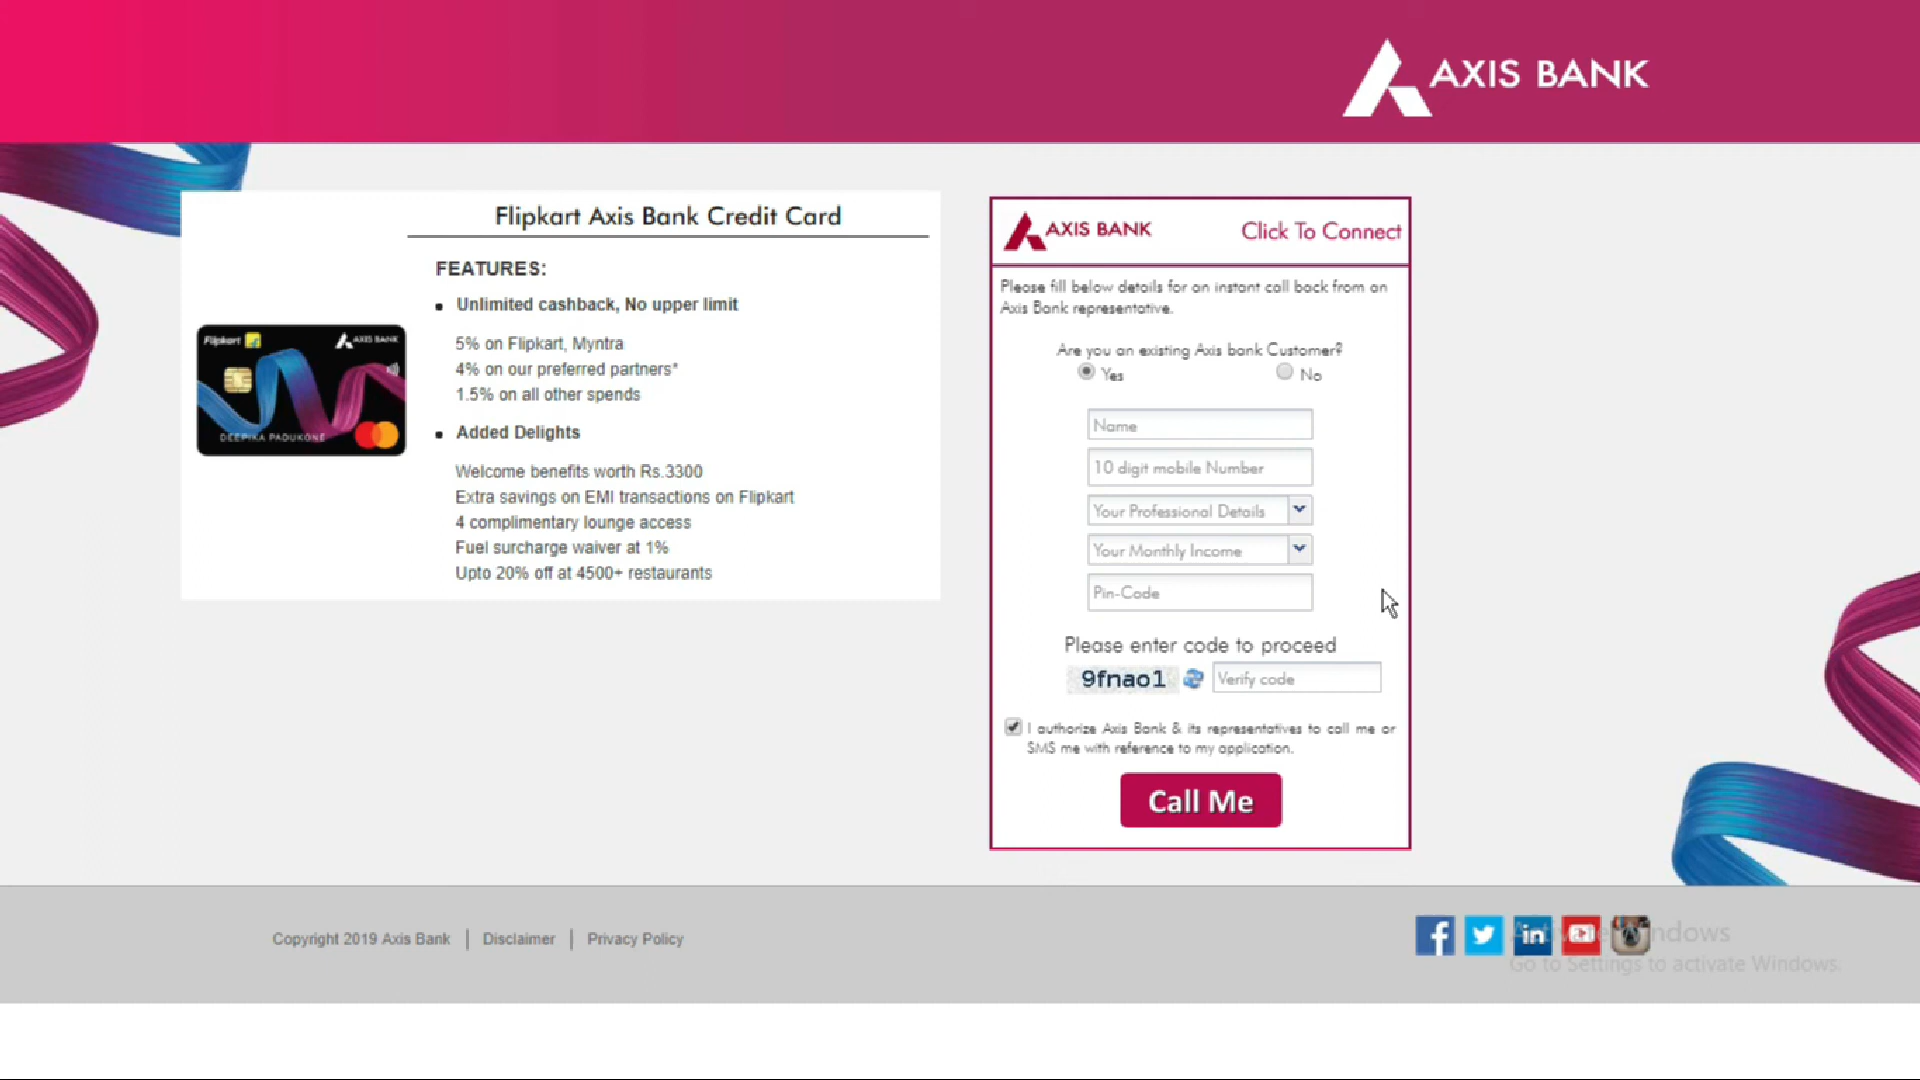 AXIS BANK
Flipkart Axis Bank Credit Card
FEATURES:
Unlimited cashback, No upper limit
5% on Flipkart, Myntra
4% on our preferred partners*
1.5% on all other spends
Added Delights
Welcome benefits worth Rs.3300
Extra savings on EMI transactions on Flipkart
4 complimentary lounge access
Fuel surcharge waiver at 1%
Upto 20% off at 4500+ restaurants
Flipkart
AXIS BANK
DEEPIKA PADUKONE
AXIS BANK
Click To Connect
Please fill below details for an instant call back from an
Axis Bank representative.
Are you an existing Axis bank Customer?
Yes No
Name
10 digit mobile Number
Your Professional Details
Your Monthly Income
Pin-Code
Please enter code to proceed
9fnao1 Verify code
I authorize Axis Bank & its representatives to call me or
SMS me with reference to my application.
Call Me
Copyright 2019 Axis Bank | Disclaimer | Privacy Policy
in
Activate Windows
Go to Settings to activate Windows.